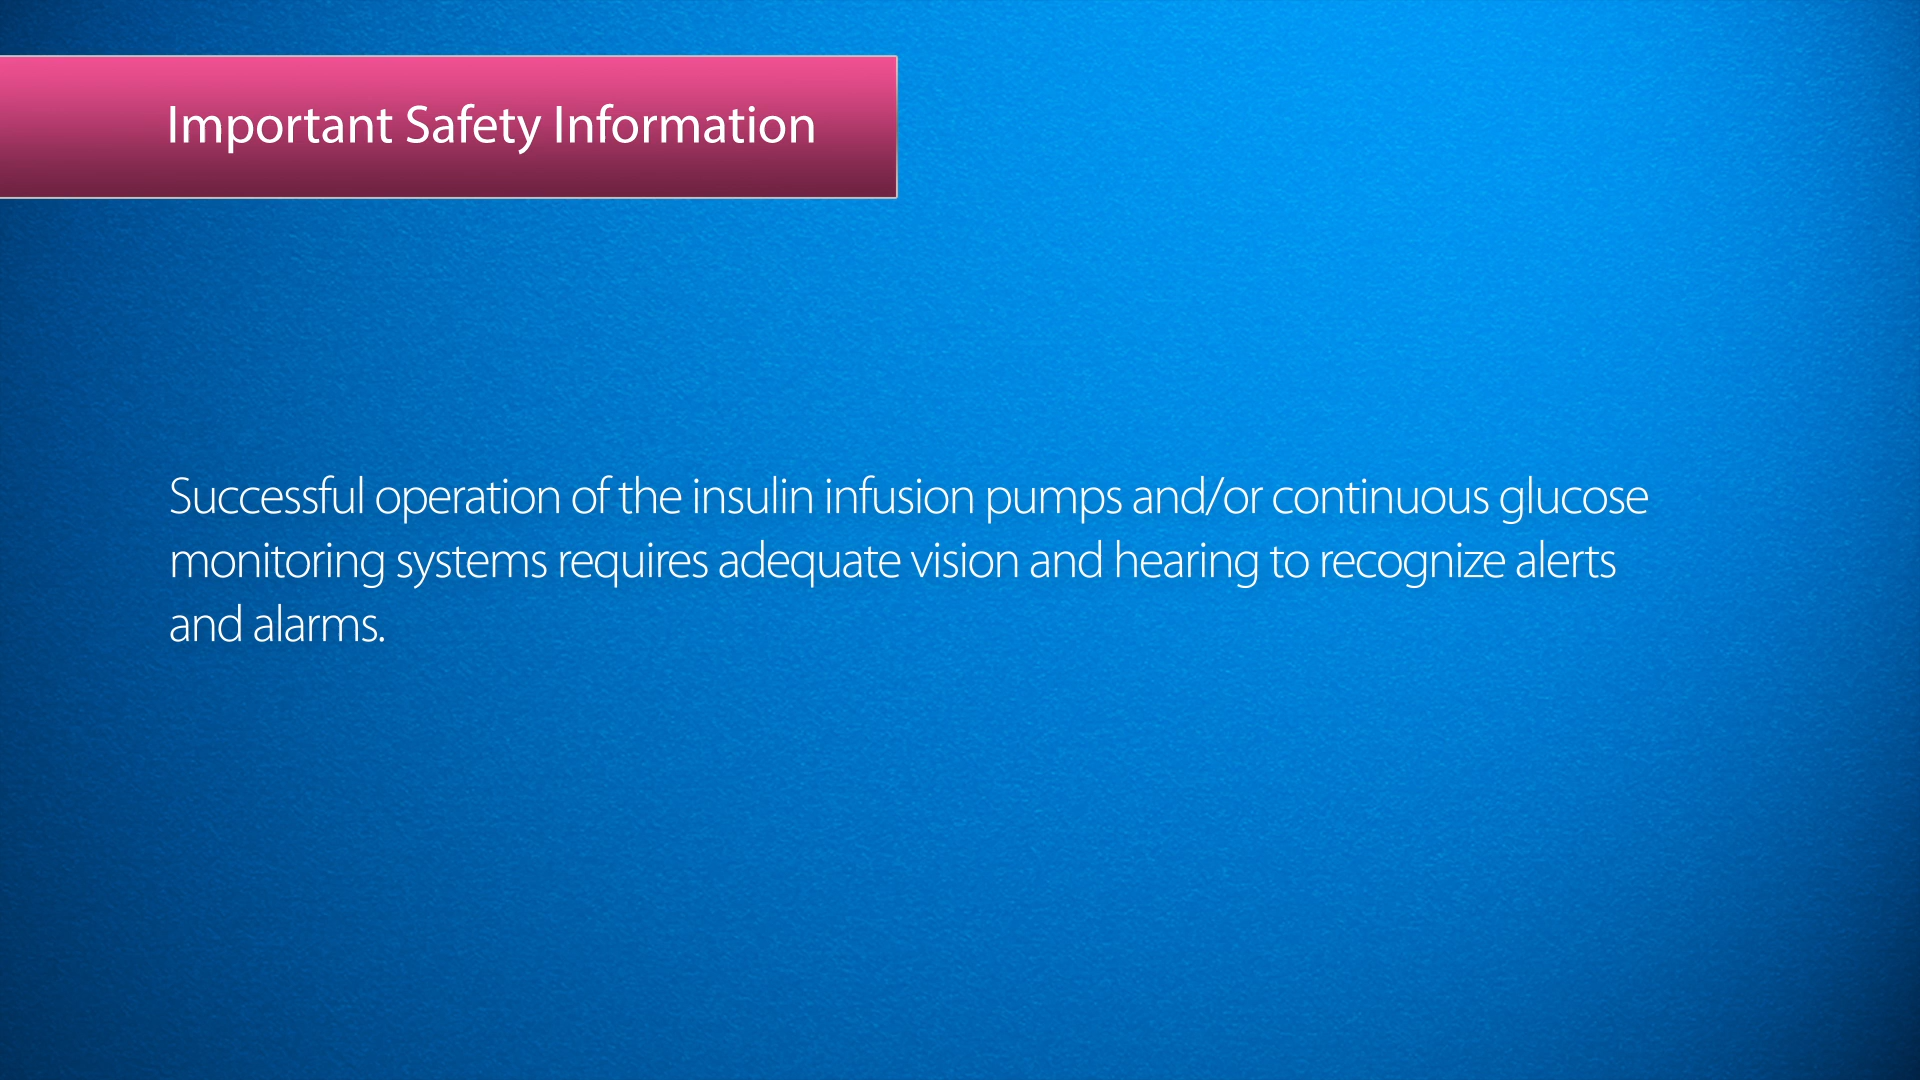 Important Safety Information
Successful operation of the insulin infusion pumps and/or continuous glucose
monitoring systems requires adequate vision and hearing to recognize alerts
and alarms.